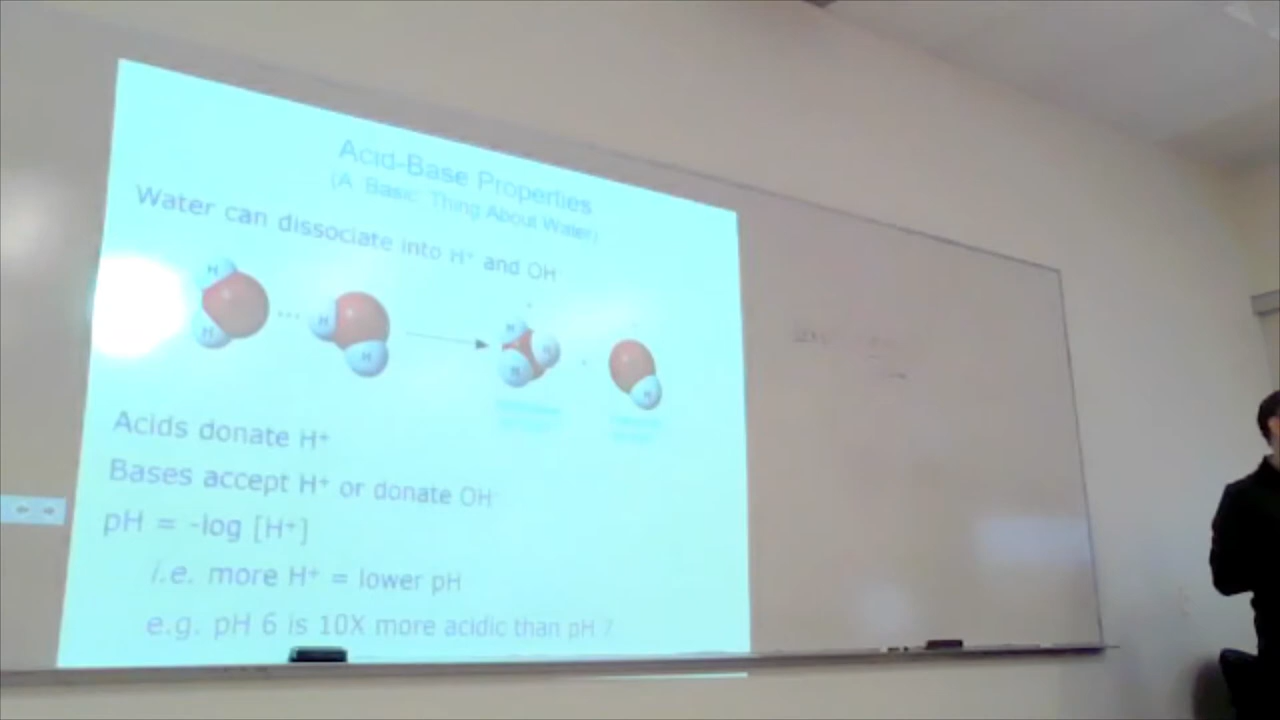 Acid-Base Properties
(A 'Basic' Thing About Water)
Water can dissociate into H⁺ and OH
H
H
H
H
H
H
H
H
Acids donate H⁺
Bases accept H⁺ or donate OH
pH = -log [H⁺]
i.e. more H⁺ = lower pH
e.g. pH 6 is 10X more acidic than pH 7